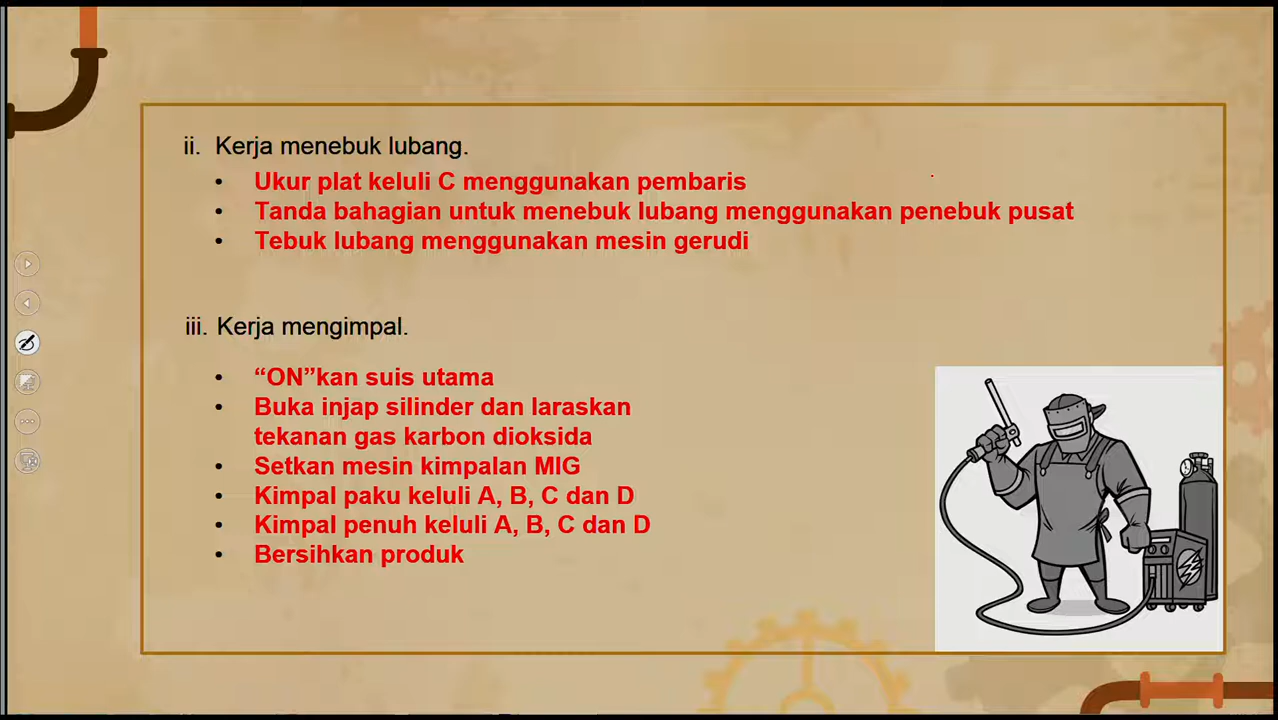 ii. Kerja menebuk lubang.
• Ukur plat keluli C menggunakan pembaris
• Tanda bahagian untuk menebuk lubang menggunakan penebuk pusat
• Tebuk lubang menggunakan mesin gerudi
iii. Kerja mengimpal.
• “ON”kan suis utama
• Buka injap silinder dan laraskan
tekanan gas karbon dioksida
• Setkan mesin kimpalan MIG
• Kimpal paku keluli A, B, C dan D
• Kimpal penuh keluli A, B, C dan D
• Bersihkan produk